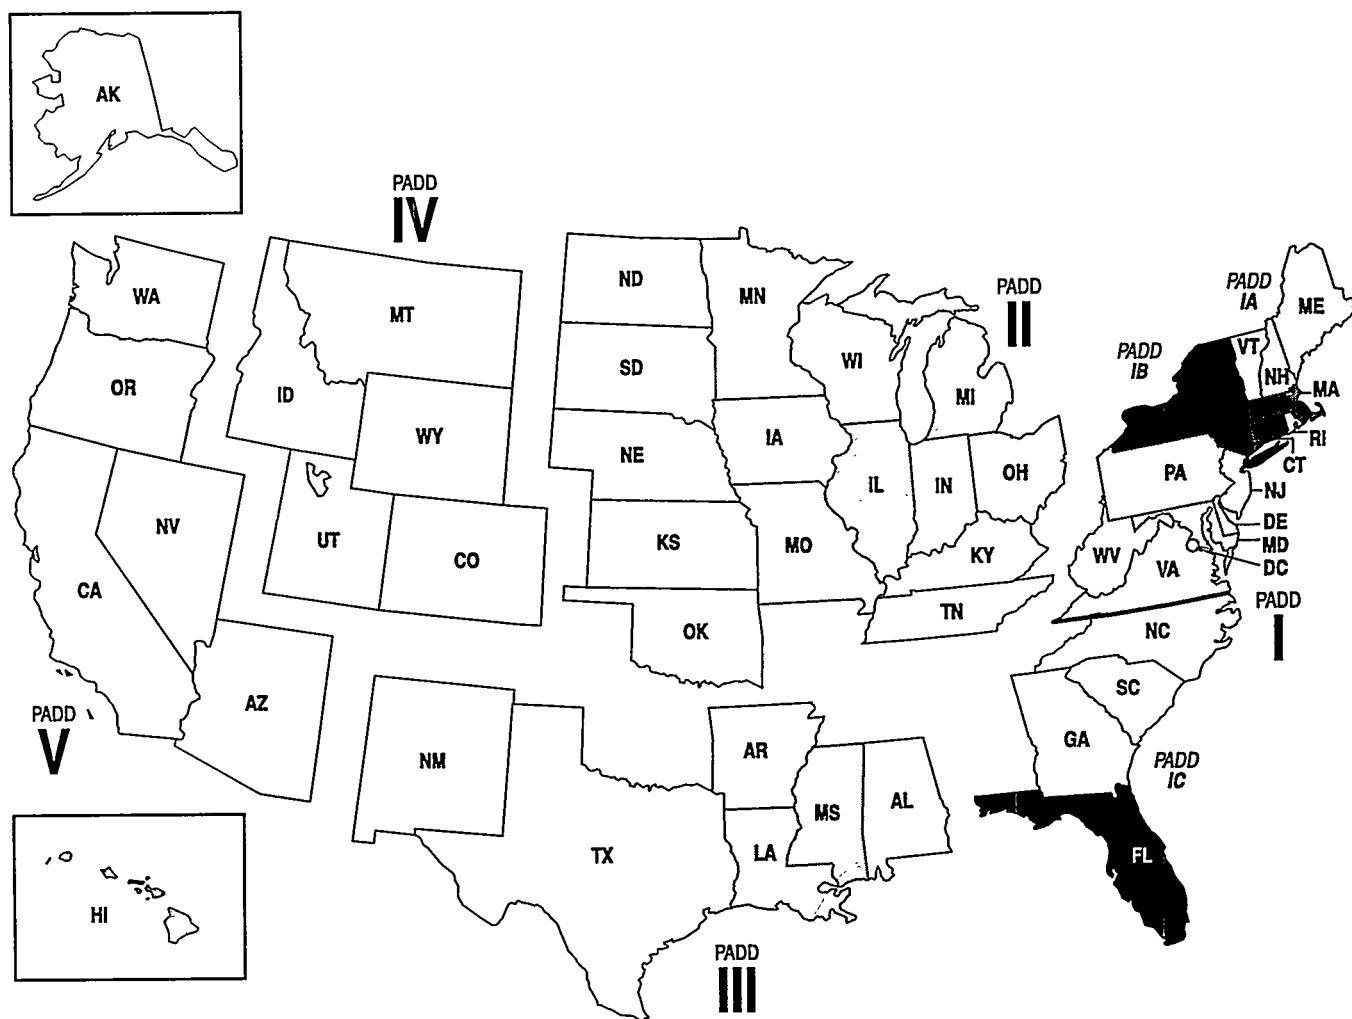 AK
PADD
IV
WA
MT
ND
MN
PADD
II
PADD
IA
ME
OR
ID
SD
WI
PADD
IB
VT
NH
MA
WY
MI
RI
CT
NE
IA
IL
IN
OH
PA
NJ
NV
UT
CO
KS
MO
KY
WV
VA
DE
MD
DC
CA
OK
TN
NC
PADD
I
AZ
SC
PADD
V
NM
AR
GA
PADD
IC
MS
AL
TX
LA
FL
HI
PADD
III